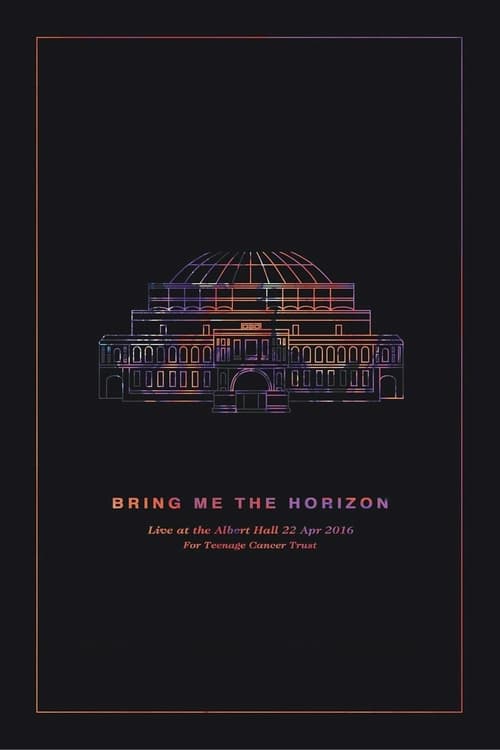 BRING ME THE HORIZON
Live at the Albert Hall 22 Apr 2016
For Teenage Cancer Trust